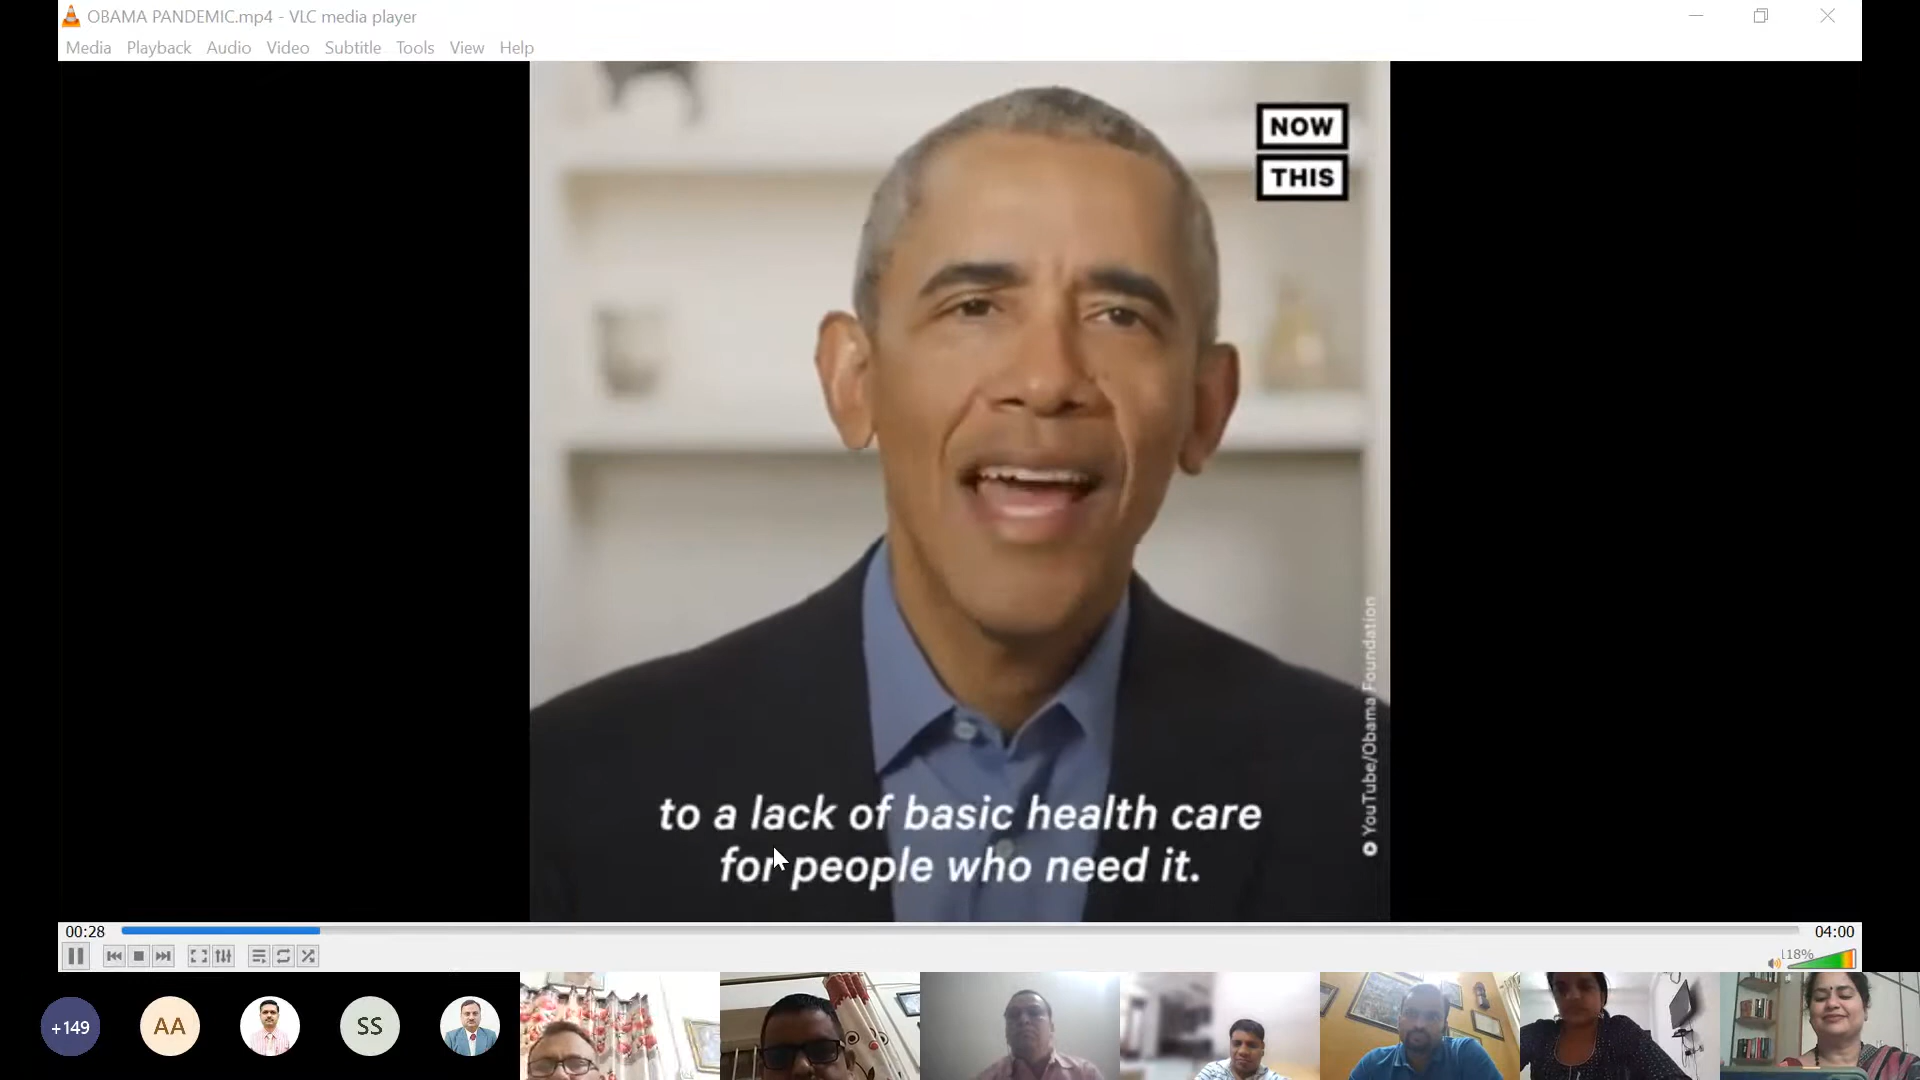 OBAMA PANDEMIC.mp4 - VLC media player
Media Playback Audio Video Subtitle Tools View Help
NOW
THIS
YouTube/Obama Foundation
to a lack of basic health care
for people who need it.
00:28
04:00
118%
+149
AA
SS